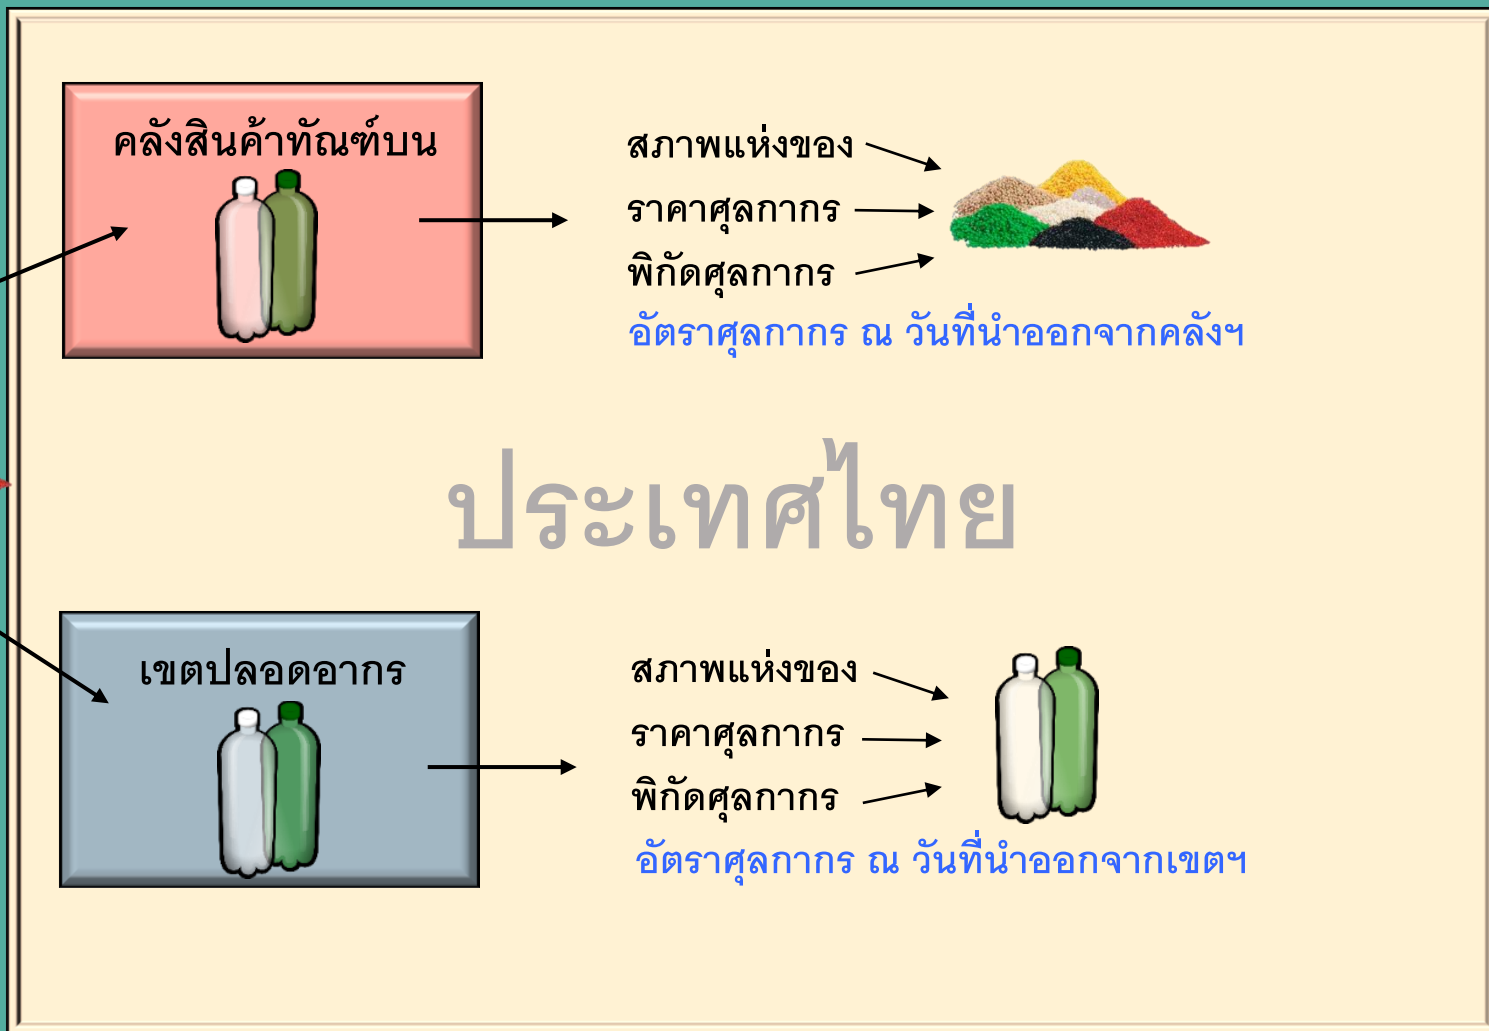 คลังสินค้าทัณฑ์บน
สภาพแห่งของ
ราคาศุลกากร
พิกัดศุลกากร
อัตราศุลกากร ณ วันที่นำออกจากคลังฯ
ประเทศไทย
เขตปลอดอากร
สภาพแห่งของ
ราคาศุลกากร
พิกัดศุลกากร
อัตราศุลกากร ณ วันที่นำออกจากเขตฯ